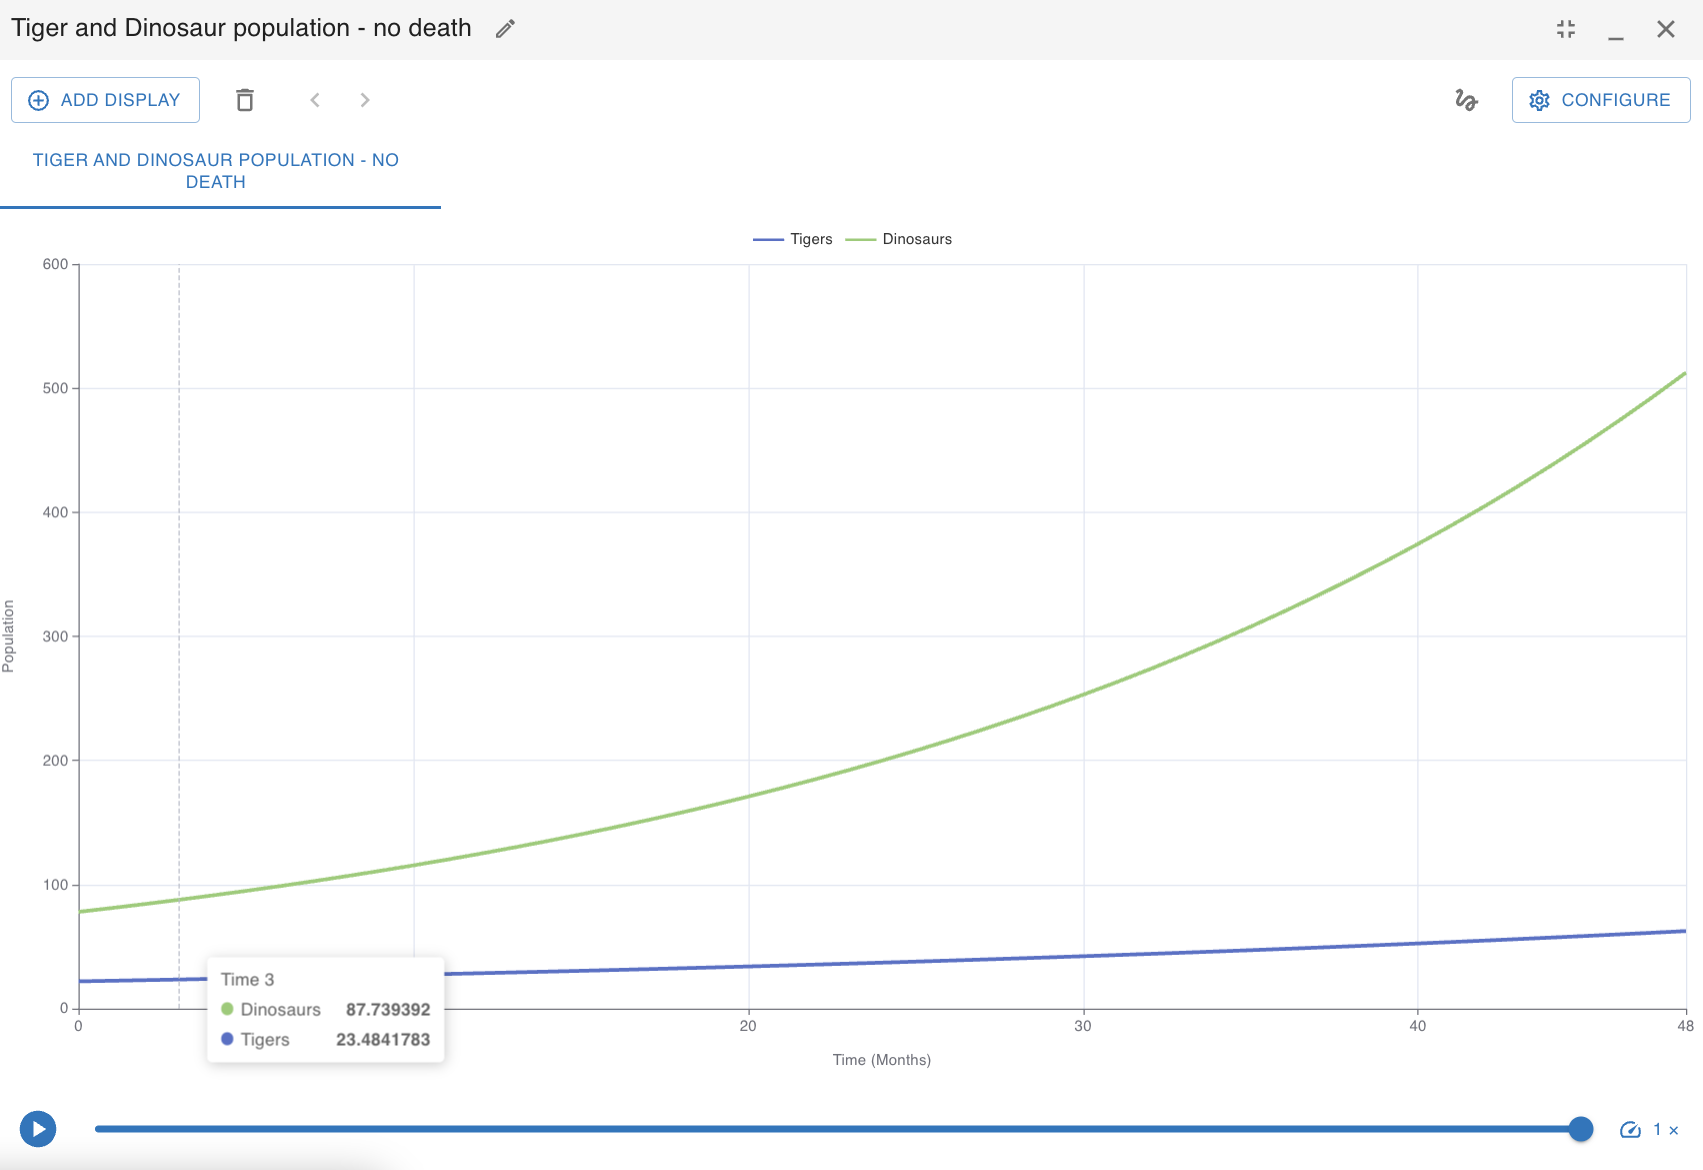 Tiger and Dinosaur population - no death
ADD DISPLAY
CONFIGURE
TIGER AND DINOSAUR POPULATION - NO
DEATH
Tigers Dinosaurs
600
500
400
300
200
100
0
Population
0 20 30 40 48
Time (Months)
Time 3
Dinosaurs 87.739392
Tigers 23.4841783
1 ×